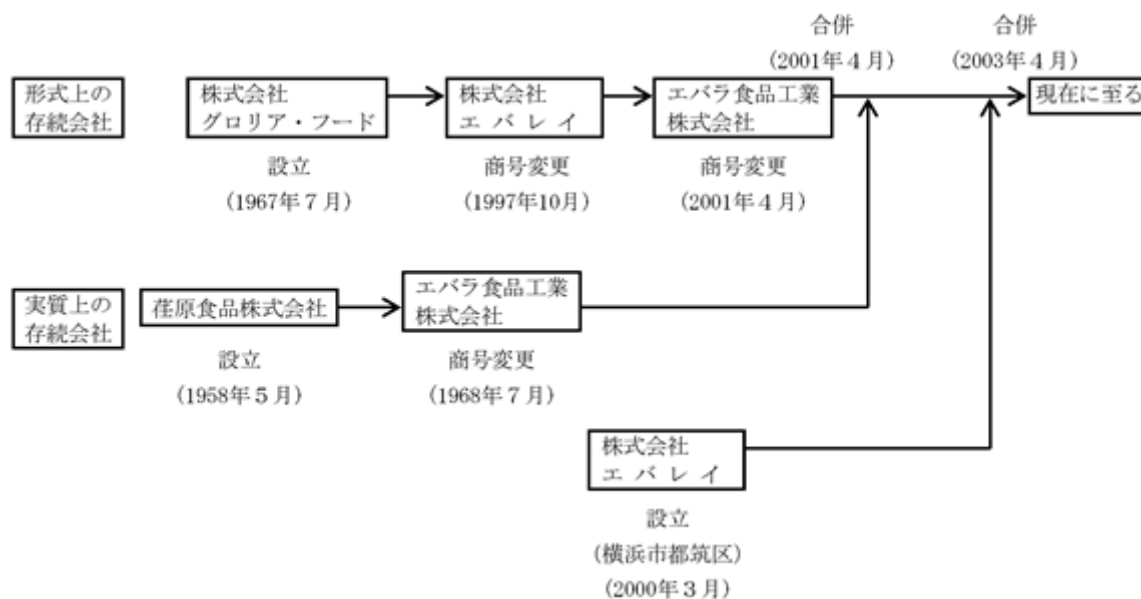 合併
(2001年4月)
合併
(2003年4月)
形式上の
存続会社
株式会社
グロリア・フード
株式会社
エバレイ
エバラ食品工業
株式会社
現在に至る
設立
(1967年7月)
商号変更
(1997年10月)
商号変更
(2001年4月)
実質上の
存続会社
荏原食品株式会社
エバラ食品工業
株式会社
設立
(1958年5月)
商号変更
(1968年7月)
株式会社
エバレイ
設立
(横浜市都筑区)
(2000年3月)